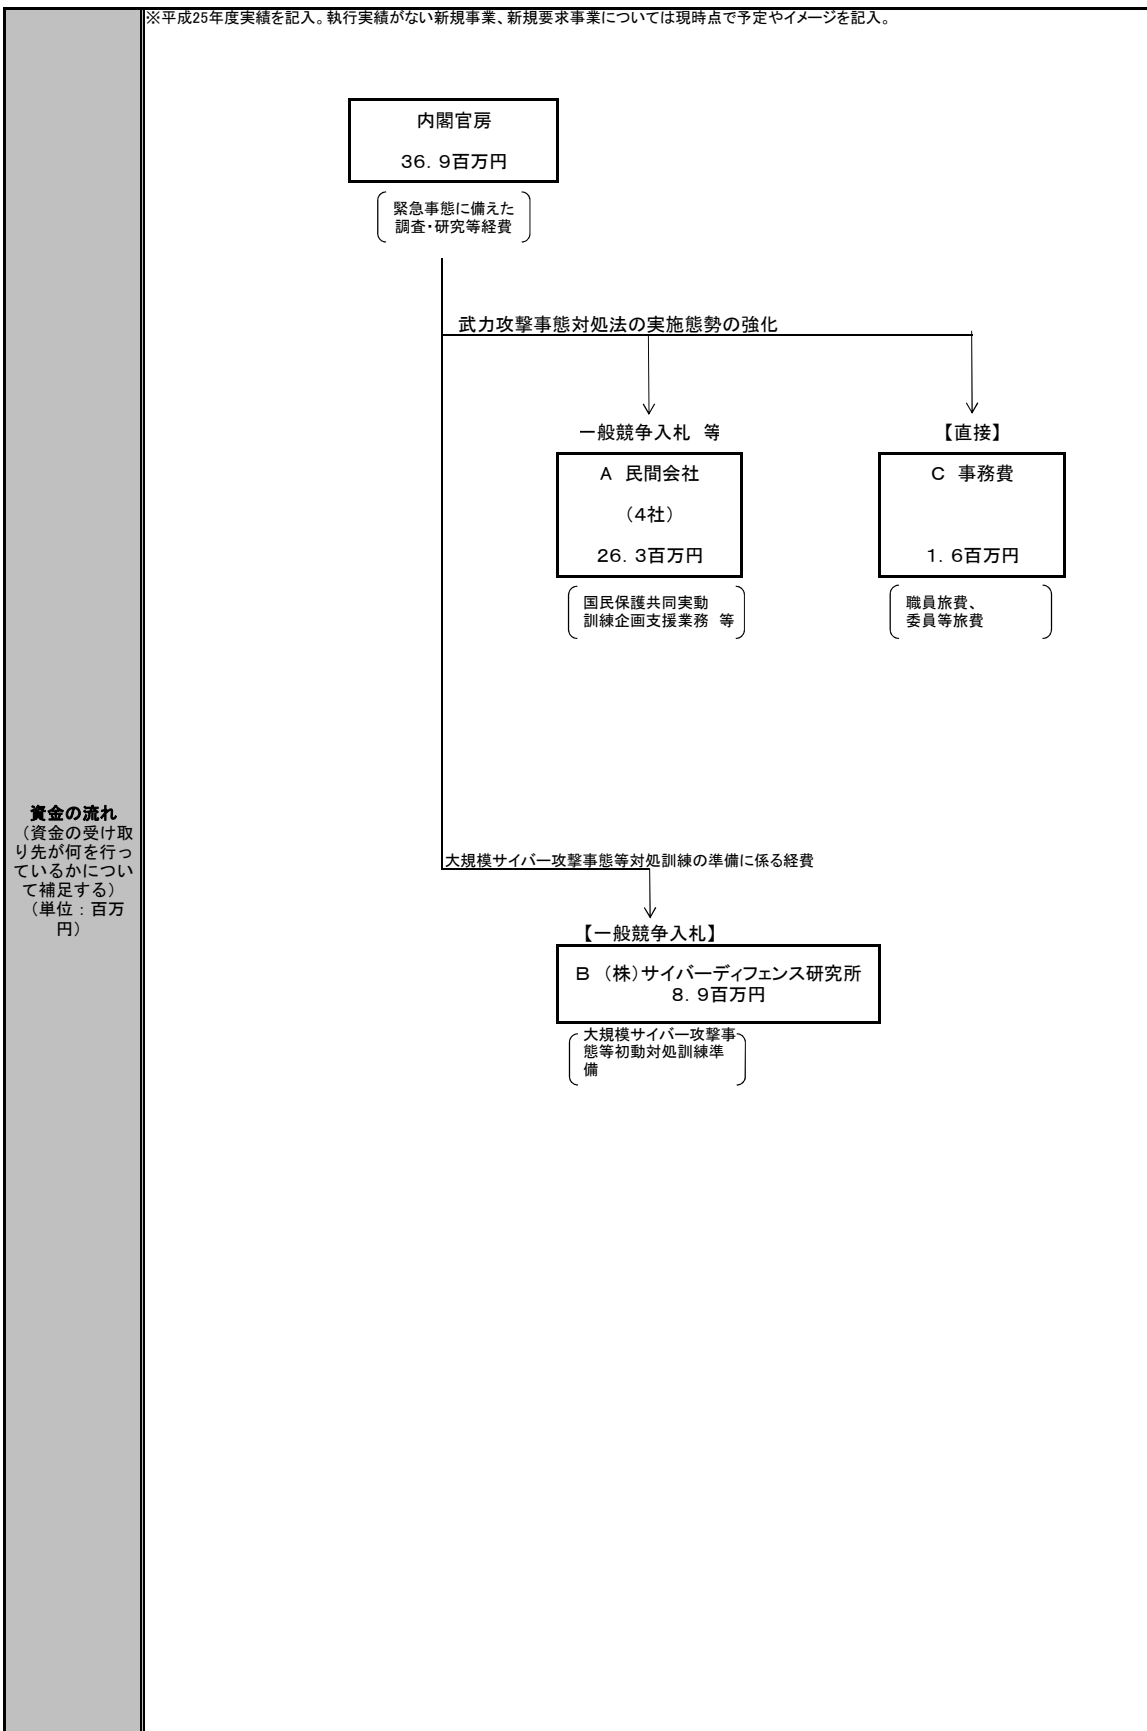 ※平成25年度実績を記入。執行実績がない新規事業、新規要求事業については現時点で予定やイメージを記入。
内閣官房
36．9百万円
緊急事態に備えた
調査・研究等経費
武力攻撃事態対処法の実施態勢の強化
一般競争入札　等
【直接】
A　民間会社
（4社）
26．3百万円
C　事務費
1．6百万円
国民保護共同実動
訓練企画支援業務　等
職員旅費、
委員等旅費
資金の流れ
（資金の受け取
り先が何を行っ
ているかについ
て補足する）
（単位：百万
円）
大規模サイバー攻撃事態等対処訓練の準備に係る経費
【一般競争入札】
B　（株）サイバーディフェンス研究所
8．9百万円
大規模サイバー攻撃事
態等初動対処訓練準
備